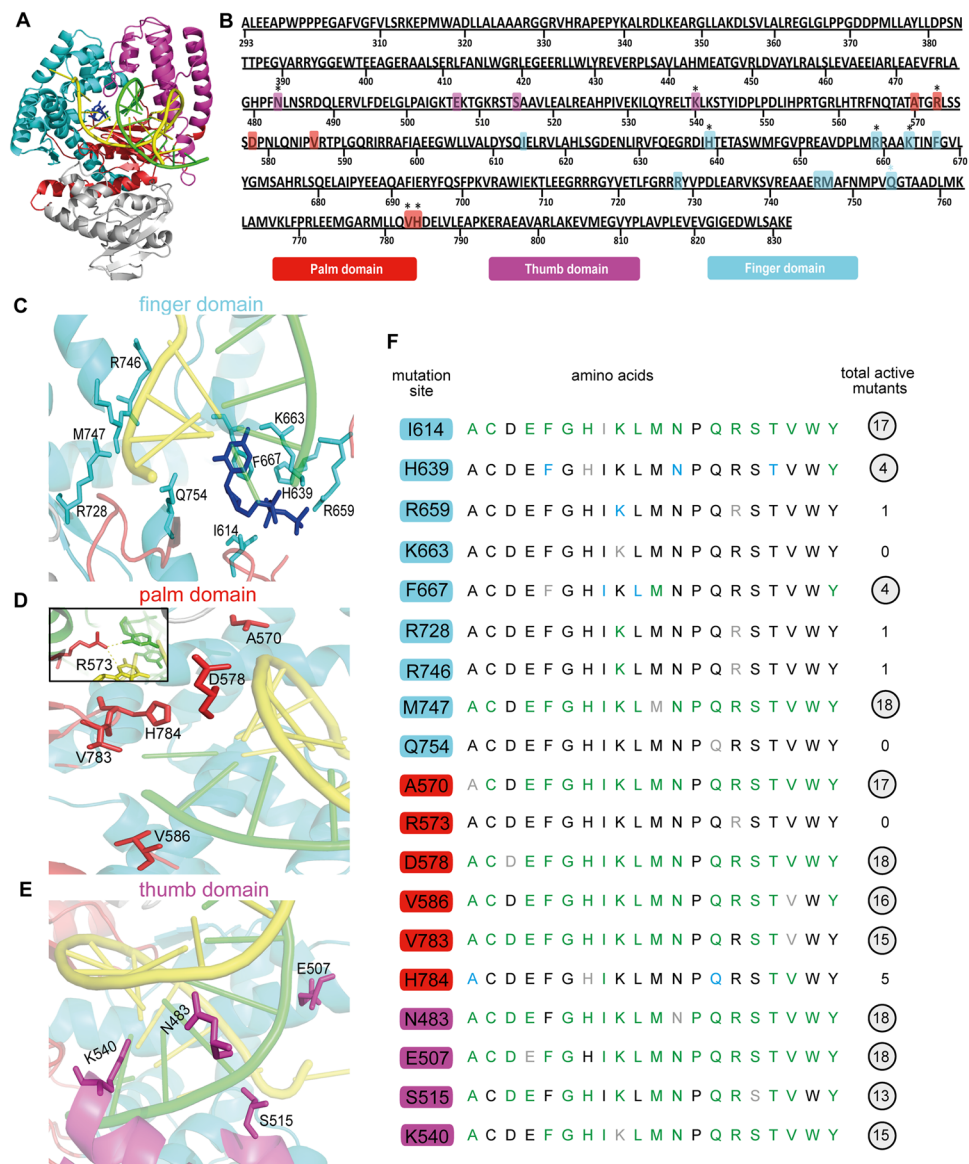 A
B
ALEEAPWPPPEGAFVGFVLSRKEPMWADLLALAAARGGRVHRAPEPYKALRDLKEARGLLAKDLSVLALREGLGLPPGDDPMLLAYLLDPSN
293 310 320 330 340 350 360 370 384
TTPEGVARRYGGEWTEEAGERAALSERLFANLWGRLEGEERLLWLYREVERPLSAVLAHMEATGVRLDVAYLRALSLEVAEEIARLEAEVFRLA
390 400 410 420 430 440 450 460 472
* * *
GHPFNLNSRDQLERVLFDELGLPAIGKTEKTGKRSTSAAVLEALREAHPIVEKILQYRELTKLKSTYIDPLPDLIHPRTGRLHTRFNQTATATGRLSS
479 490 500 510 520 530 540 550 560 572
* * * *
SDPNLQNIPVRTPLGQRIRRAFIAEEGWLLVALDYSQIELRVLAHLSGDENLIRVFQEGRDIHTETASWMFGVPREAVDPLMRRAAKTINFGVL
580 590 600 610 620 630 640 650 660 670
YGMSAHRLSQELAIPYEEAQAFIERYFQSFPKVRAWIEKTLEEGRRRGYVETLFGRRRYVPDLEARVKSVREAAERMAFNMPVQGTAADLMK
680 690 700 710 720 730 740 750 760
* *
LAMVKLFPRLEEMGARMLLQVHDELVLEAPKERAEAVARLAKEVMEGVYPLAVPLEVEVGIGEDWLSAKE
770 780 790 800 810 820 830
Palm domain Thumb domain Finger domain
C finger domain
R746
K663
M747
F667
Q754
H639
R728
R659
I614
D palm domain
A570
R573
D578
H784
V783
V586
E thumb domain
E507
N483
K540
S515
F
mutation site amino acids total active mutants
I614 A C D E F G H I K L M N P Q R S T V W Y 17
H639 A C D E F G H I K L M N P Q R S T V W Y 4
R659 A C D E F G H I K L M N P Q R S T V W Y 1
K663 A C D E F G H I K L M N P Q R S T V W Y 0
F667 A C D E F G H I K L M N P Q R S T V W Y 4
R728 A C D E F G H I K L M N P Q R S T V W Y 1
R746 A C D E F G H I K L M N P Q R S T V W Y 1
M747 A C D E F G H I K L M N P Q R S T V W Y 18
Q754 A C D E F G H I K L M N P Q R S T V W Y 0
A570 A C D E F G H I K L M N P Q R S T V W Y 17
R573 A C D E F G H I K L M N P Q R S T V W Y 0
D578 A C D E F G H I K L M N P Q R S T V W Y 18
V586 A C D E F G H I K L M N P Q R S T V W Y 16
V783 A C D E F G H I K L M N P Q R S T V W Y 15
H784 A C D E F G H I K L M N P Q R S T V W Y 5
N483 A C D E F G H I K L M N P Q R S T V W Y 18
E507 A C D E F G H I K L M N P Q R S T V W Y 18
S515 A C D E F G H I K L M N P Q R S T V W Y 13
K540 A C D E F G H I K L M N P Q R S T V W Y 15